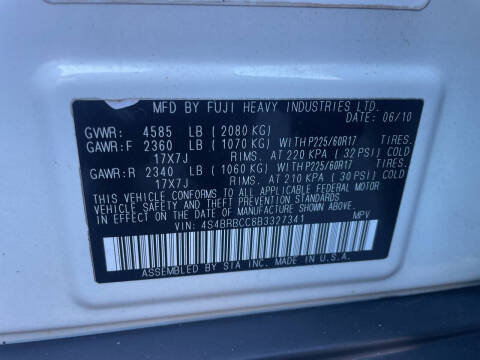 MFD BY FUJI HEAVY INDUSTRIES LTD.
DATE: 06/10
GVWR: 4585 LB (2080 KG)
GAWR:F 2360 LB (1070 KG) WITH P225/60R17 TIRES.
17X7J RIMS. AT 220 KPA (32 PSI) COLD
GAWR:R 2340 LB (1060 KG) WITH P225/60R17 TIRES.
17X7J RIMS. AT 210 KPA (30 PSI) COLD
THIS VEHICLE CONFORMS TO ALL APPLICABLE FEDERAL MOTOR
VEHICLE SAFETY AND THEFT PREVENTION STANDARDS
IN EFFECT ON THE DATE OF MANUFACTURE SHOWN ABOVE.
VIN: 4S4BRBCC8B3327341 MPV
ASSEMBLED BY SIA INC. MADE IN U.S.A.